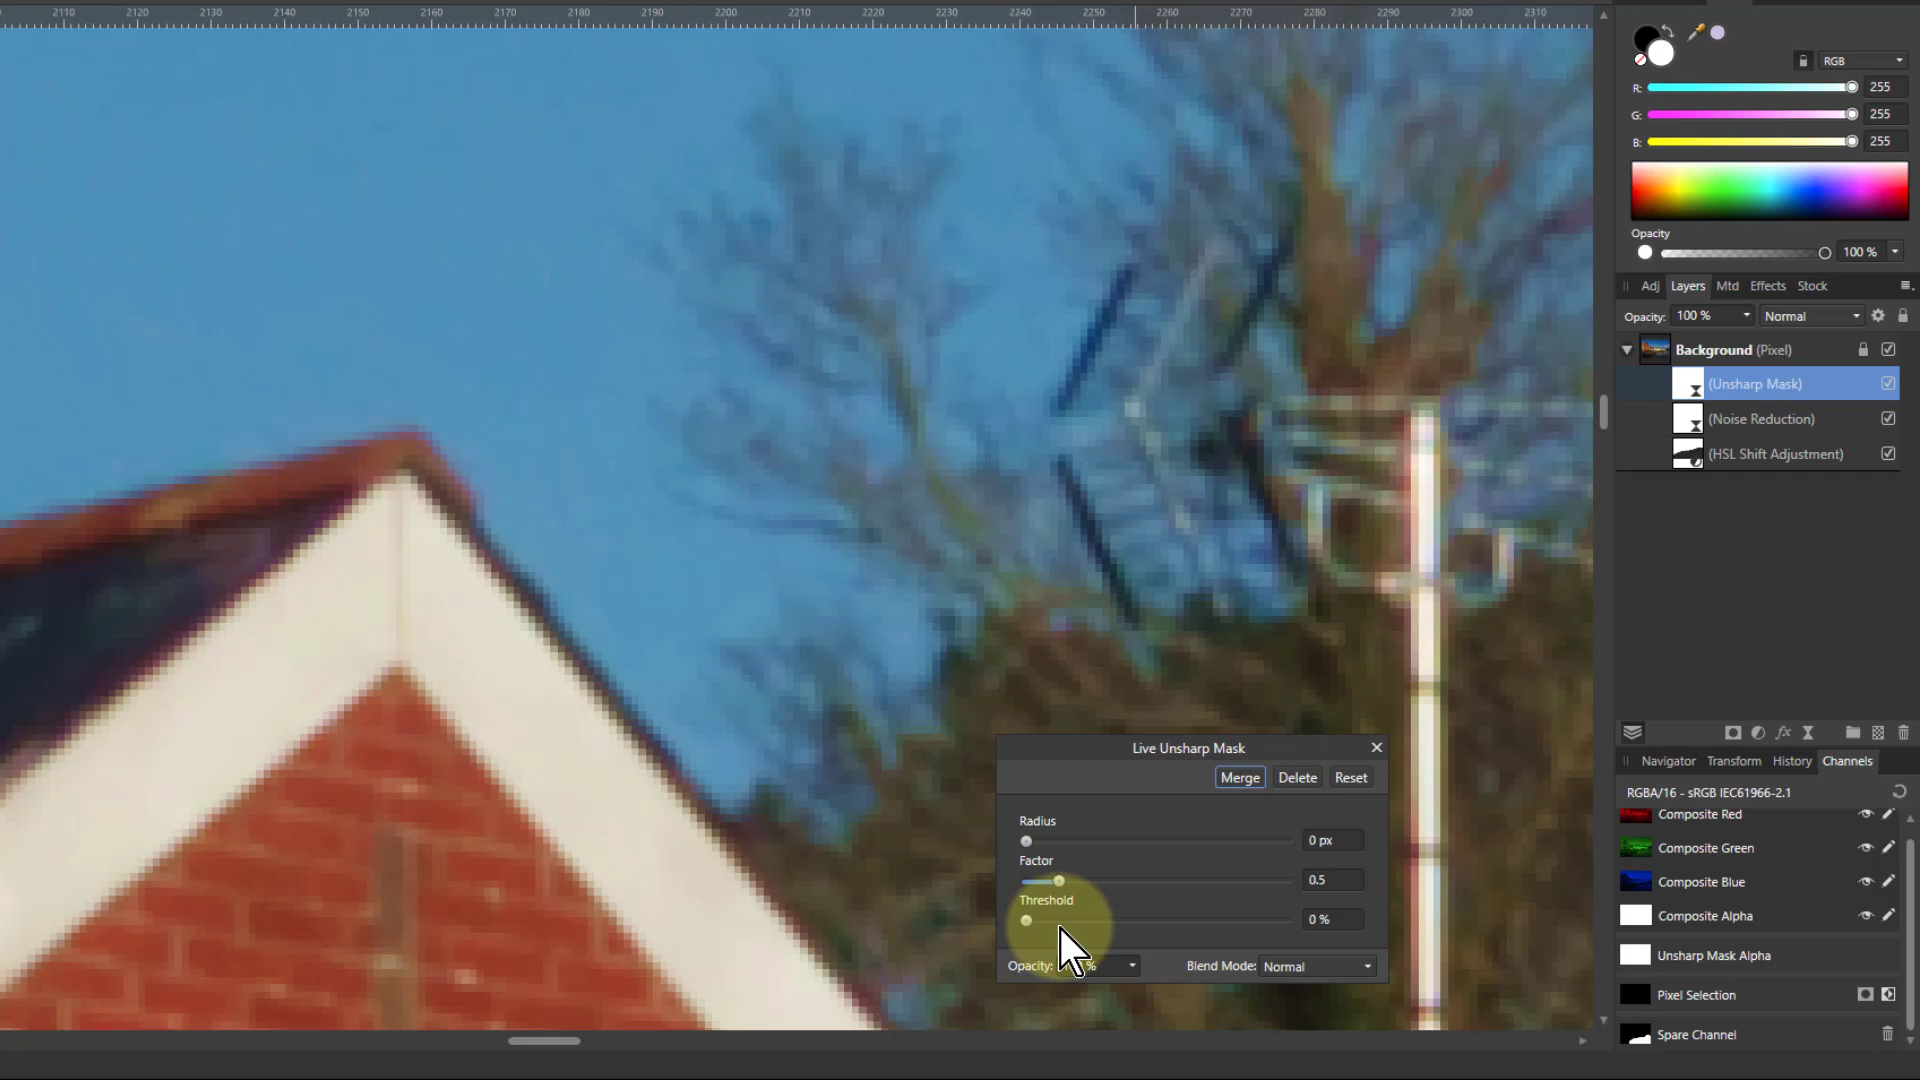 2110 2120 2130 2140 2150 2160 2170 2180 2190 2200 2210 2220 2230 2240 2250 2260 2270 2280 2290 2300 2310
RGB
R: 255
G: 255
B: 255
Opacity
100 %
Adj Layers Mtd Effects Stock
Opacity: 100 % Normal
Background (Pixel)
(Unsharp Mask)
(Noise Reduction)
(HSL Shift Adjustment)
Live Unsharp Mask
Merge Delete Reset
Radius
0 px
Factor
0.5
Threshold
0 %
Opacity: % Blend Mode: Normal
Navigator Transform History Channels
RGBA/16 - sRGB IEC61966-2.1
Composite Red
Composite Green
Composite Blue
Composite Alpha
Unsharp Mask Alpha
Pixel Selection
Spare Channel